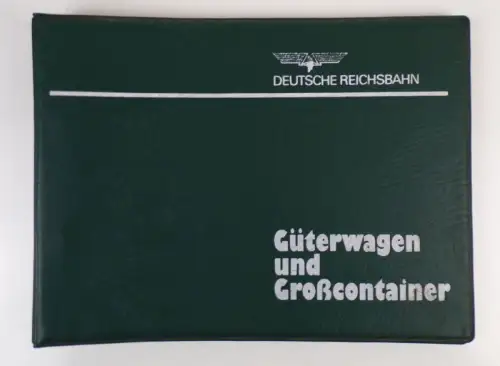 DEUTSCHE REICHSBAHN
Güterwagen
und
Großcontainer